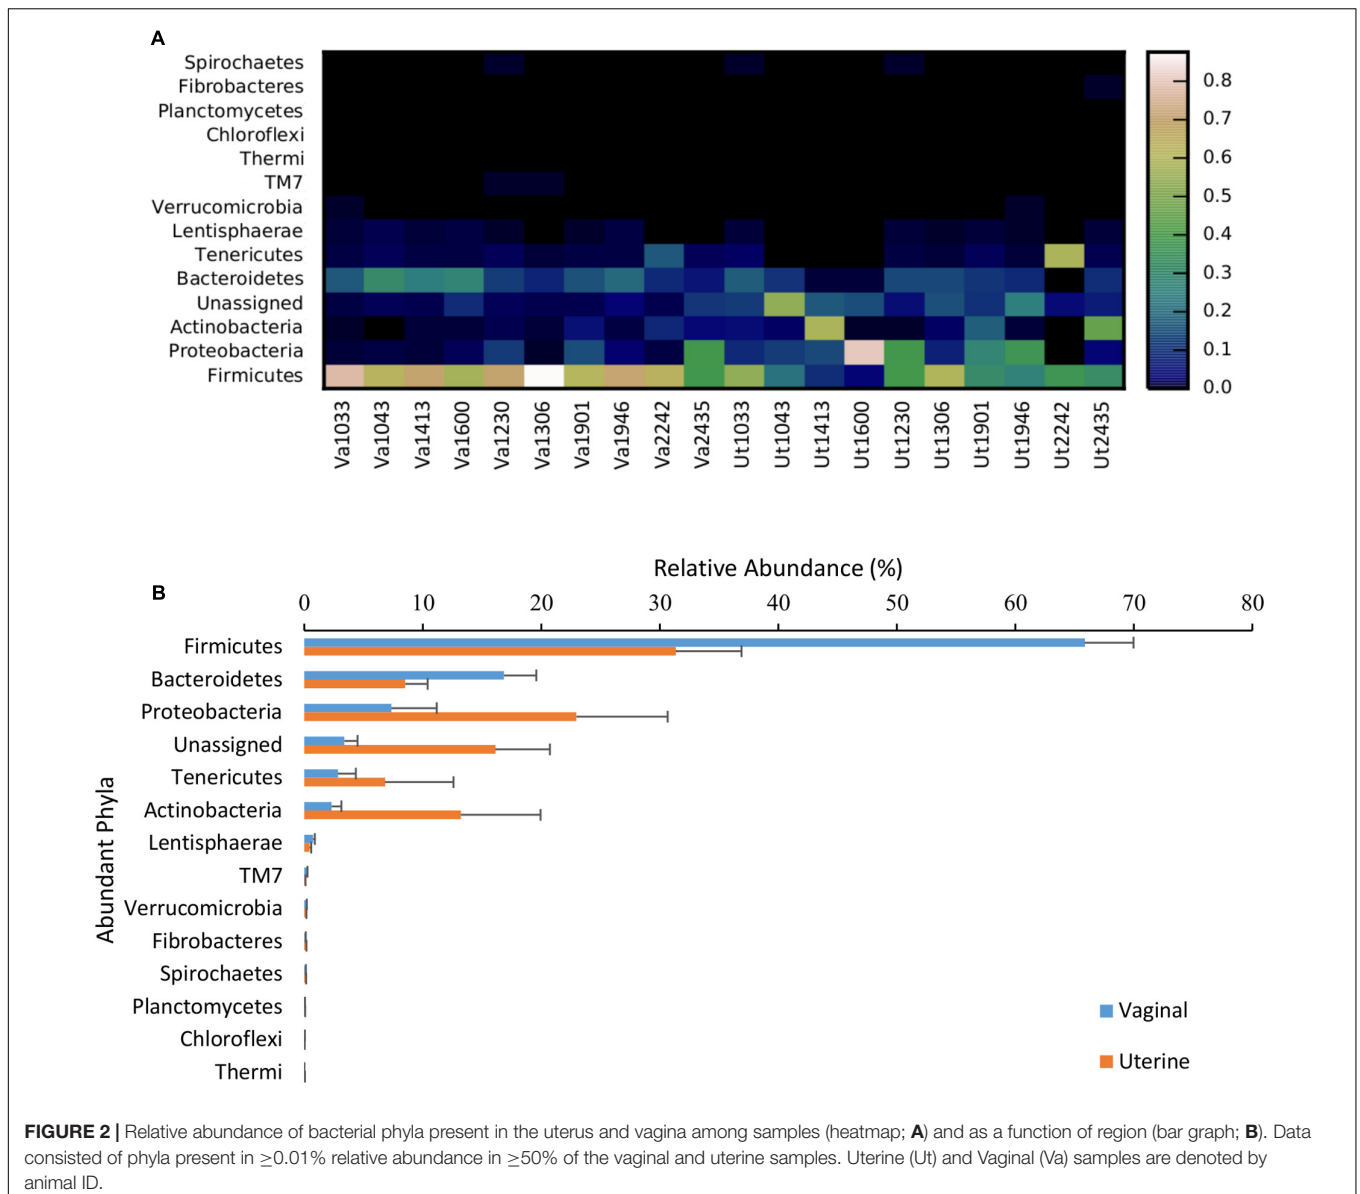 A
Spirochaetes
Fibrobacteres
Planctomycetes
Chloroflexi
Thermi
TM7
Verrucomicrobia
Lentisphaerae
Tenericutes
Bacteroidetes
Unassigned
Actinobacteria
Proteobacteria
Firmicutes
0.8
0.7
0.6
0.5
0.4
0.3
0.2
0.1
0.0
Va1033 Va1043 Va1413 Va1600 Va1230 Va1306 Va1901 Va1946 Va2242 Va2435 Ut1033 Ut1043 Ut1413 Ut1600 Ut1230 Ut1306 Ut1901 Ut1946 Ut2242 Ut2435
Relative Abundance (%)
B
0 10 20 30 40 50 60 70 80
Abundant Phyla
Firmicutes
Bacteroidetes
Proteobacteria
Unassigned
Tenericutes
Actinobacteria
Lentisphaerae
TM7
Verrucomicrobia
Fibrobacteres
Spirochaetes
Planctomycetes
Chloroflexi
Thermi
Vaginal
Uterine
FIGURE 2 | Relative abundance of bacterial phyla present in the uterus and vagina among samples (heatmap; A) and as a function of region (bar graph; B). Data
consisted of phyla present in ≥0.01% relative abundance in ≥50% of the vaginal and uterine samples. Uterine (Ut) and Vaginal (Va) samples are denoted by
animal ID.